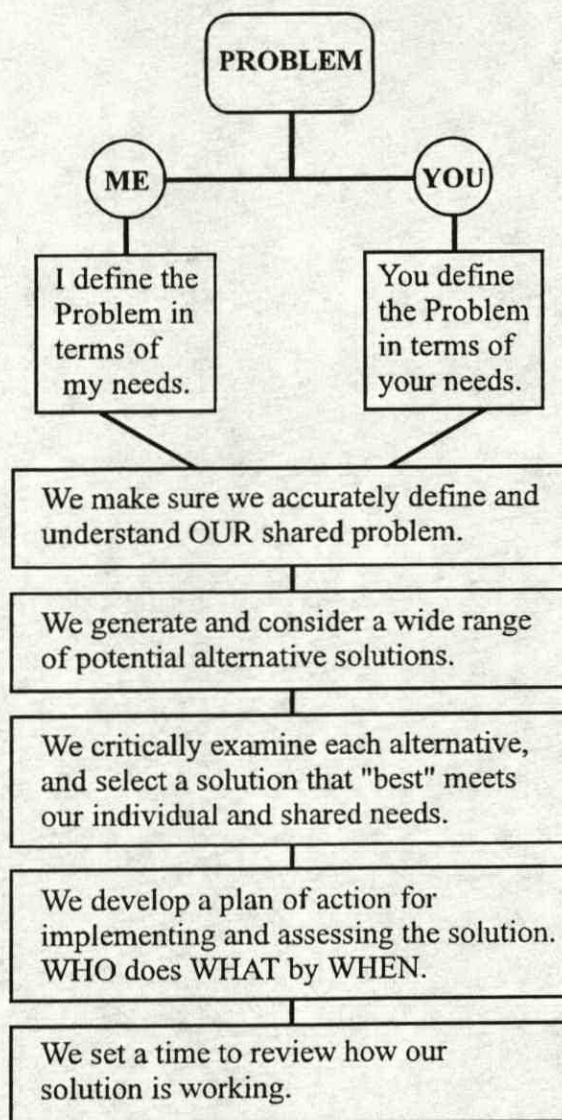 PROBLEM
ME
YOU
I define the
Problem in
terms of
my needs.
You define
the Problem
in terms of
your needs.
We make sure we accurately define and
understand OUR shared problem.
We generate and consider a wide range
of potential alternative solutions.
We critically examine each alternative,
and select a solution that "best" meets
our individual and shared needs.
We develop a plan of action for
implementing and assessing the solution.
WHO does WHAT by WHEN.
We set a time to review how our
solution is working.